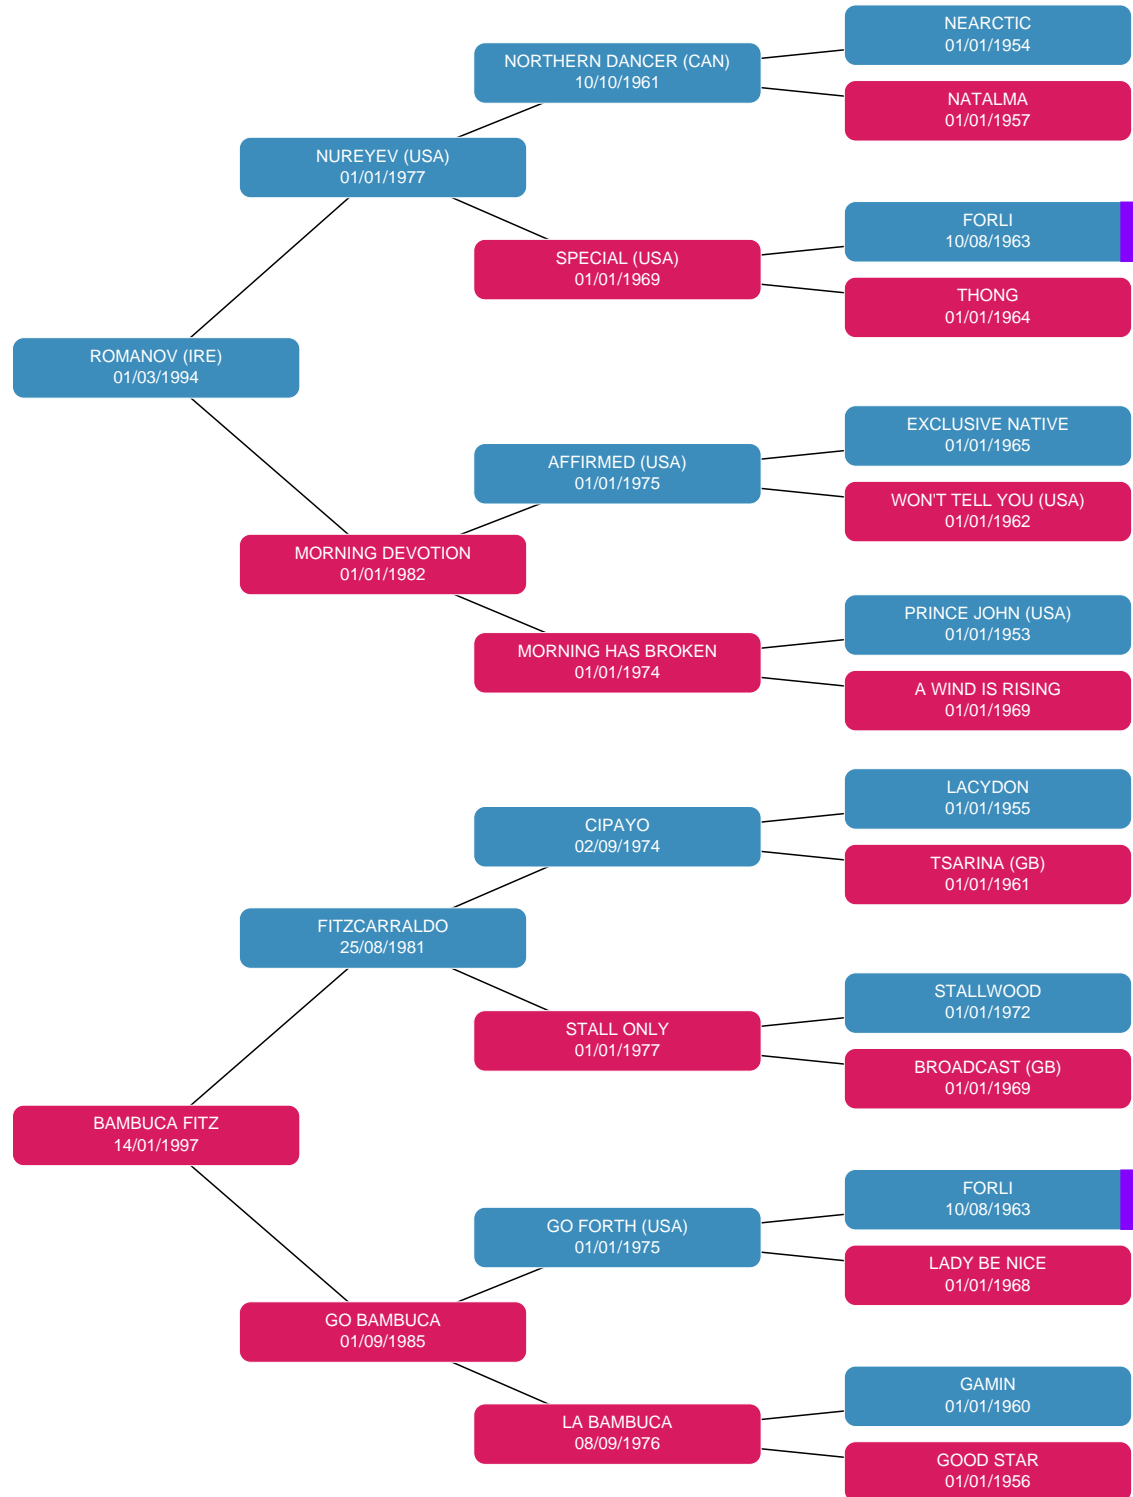 NEARCTIC
01/01/1954
NORTHERN DANCER (CAN)
10/10/1961
NATALMA
01/01/1957
NUREYEV (USA)
01/01/1977
FORLI
10/08/1963
SPECIAL (USA)
01/01/1969
THONG
01/01/1964
ROMANOV (IRE)
01/03/1994
EXCLUSIVE NATIVE
01/01/1965
AFFIRMED (USA)
01/01/1975
WON'T TELL YOU (USA)
01/01/1962
MORNING DEVOTION
01/01/1982
PRINCE JOHN (USA)
01/01/1953
MORNING HAS BROKEN
01/01/1974
A WIND IS RISING
01/01/1969
LACYDON
01/01/1955
CIPAYO
02/09/1974
TSARINA (GB)
01/01/1961
FITZCARRALDO
25/08/1981
STALLWOOD
01/01/1972
STALL ONLY
01/01/1977
BROADCAST (GB)
01/01/1969
BAMBUCA FITZ
14/01/1997
FORLI
10/08/1963
GO FORTH (USA)
01/01/1975
LADY BE NICE
01/01/1968
GO BAMBUCA
01/09/1985
GAMIN
01/01/1960
LA BAMBUCA
08/09/1976
GOOD STAR
01/01/1956